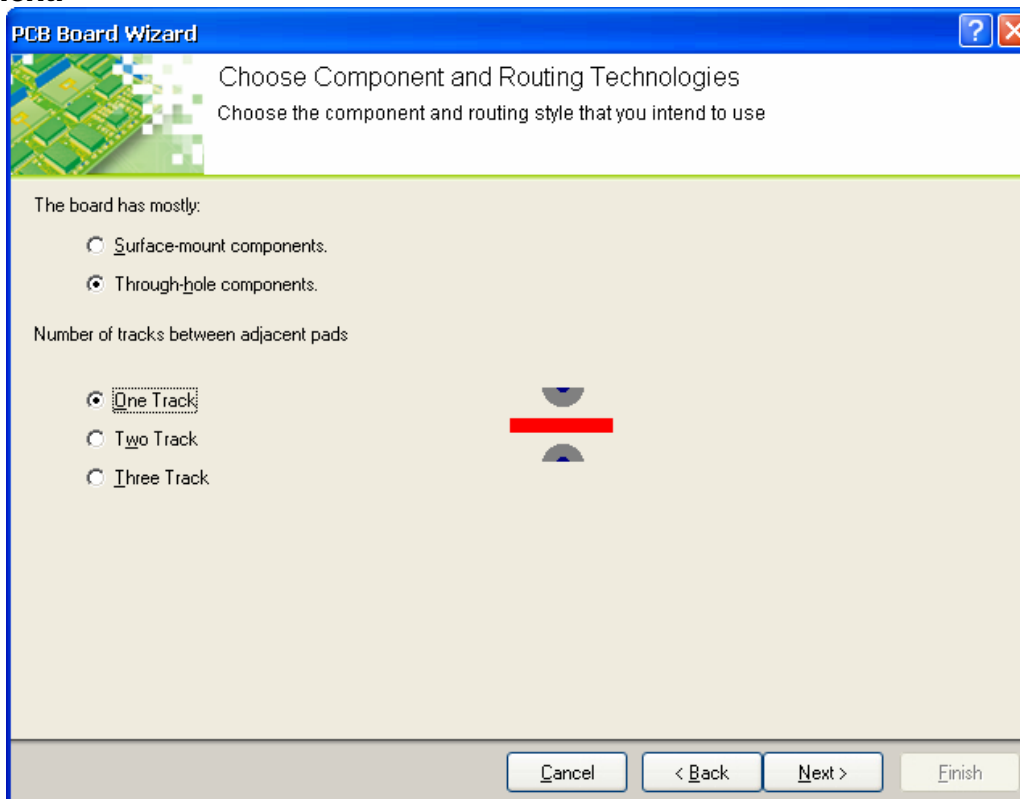 PCB Board Wizard
Choose Component and Routing Technologies
Choose the component and routing style that you intend to use
The board has mostly:
Surface-mount components.
Through-hole components.
Number of tracks between adjacent pads
One Track
Two Track
Three Track
Cancel
< Back
Next >
Finish